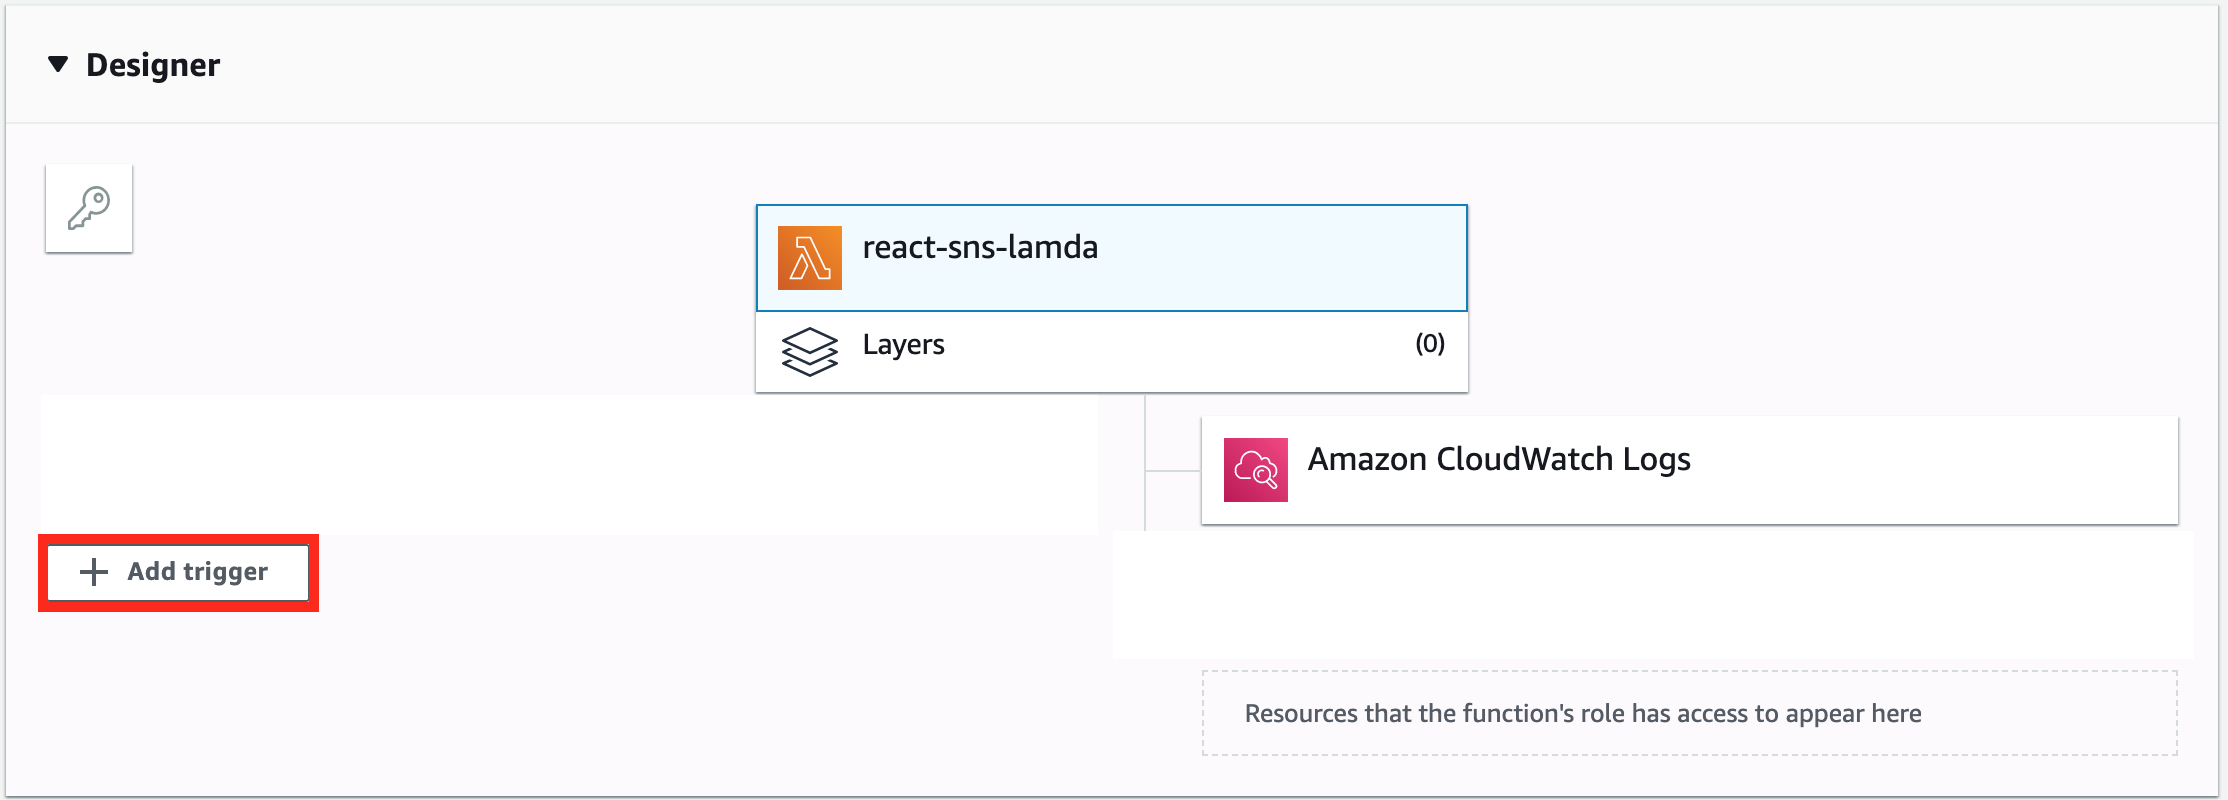 Designer
react-sns-lamda
Layers
(0)
Amazon CloudWatch Logs
Add trigger
Resources that the function's role has access to appear here